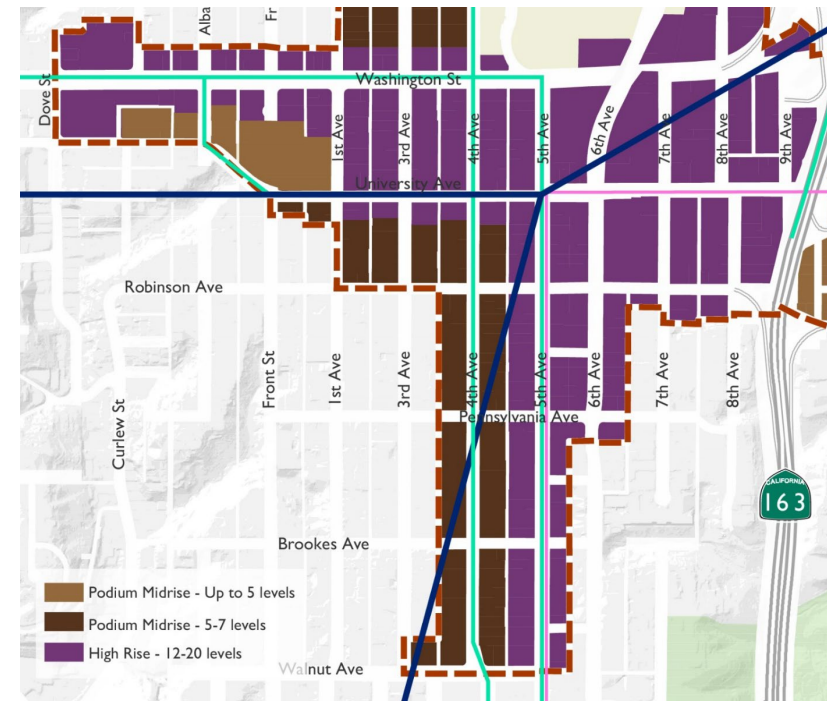 Alba
Fr
Dove St
Washington St
1st Ave
3rd Ave
4th Ave
5th Ave
6th Ave
7th Ave
8th Ave
9th Ave
University Ave
Robinson Ave
Curlew St
Front St
1st Ave
3rd Ave
4th Ave
5th Ave
6th Ave
7th Ave
8th Ave
Pennsylvania Ave
CALIFORNIA
163
Brookes Ave
Podium Midrise - Up to 5 levels
Podium Midrise - 5-7 levels
High Rise - 12-20 levels
Walnut Ave